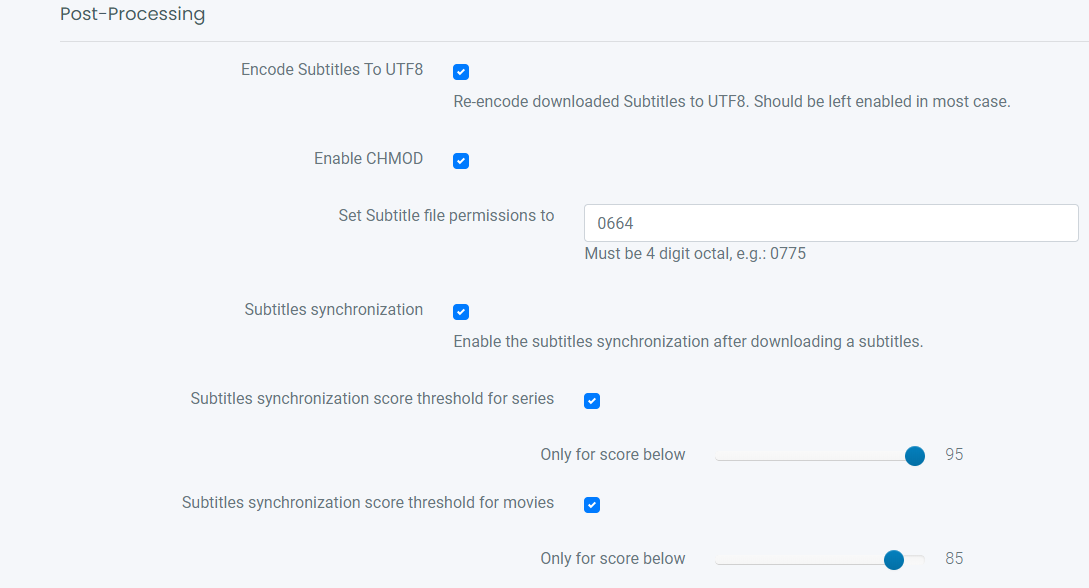 Post-Processing
Encode Subtitles To UTF8
Re-encode downloaded Subtitles to UTF8. Should be left enabled in most case.
Enable CHMOD
Set Subtitle file permissions to
0664
Must be 4 digit octal, e.g.: 0775
Subtitles synchronization
Enable the subtitles synchronization after downloading a subtitles.
Subtitles synchronization score threshold for series
Only for score below 95
Subtitles synchronization score threshold for movies
Only for score below 85